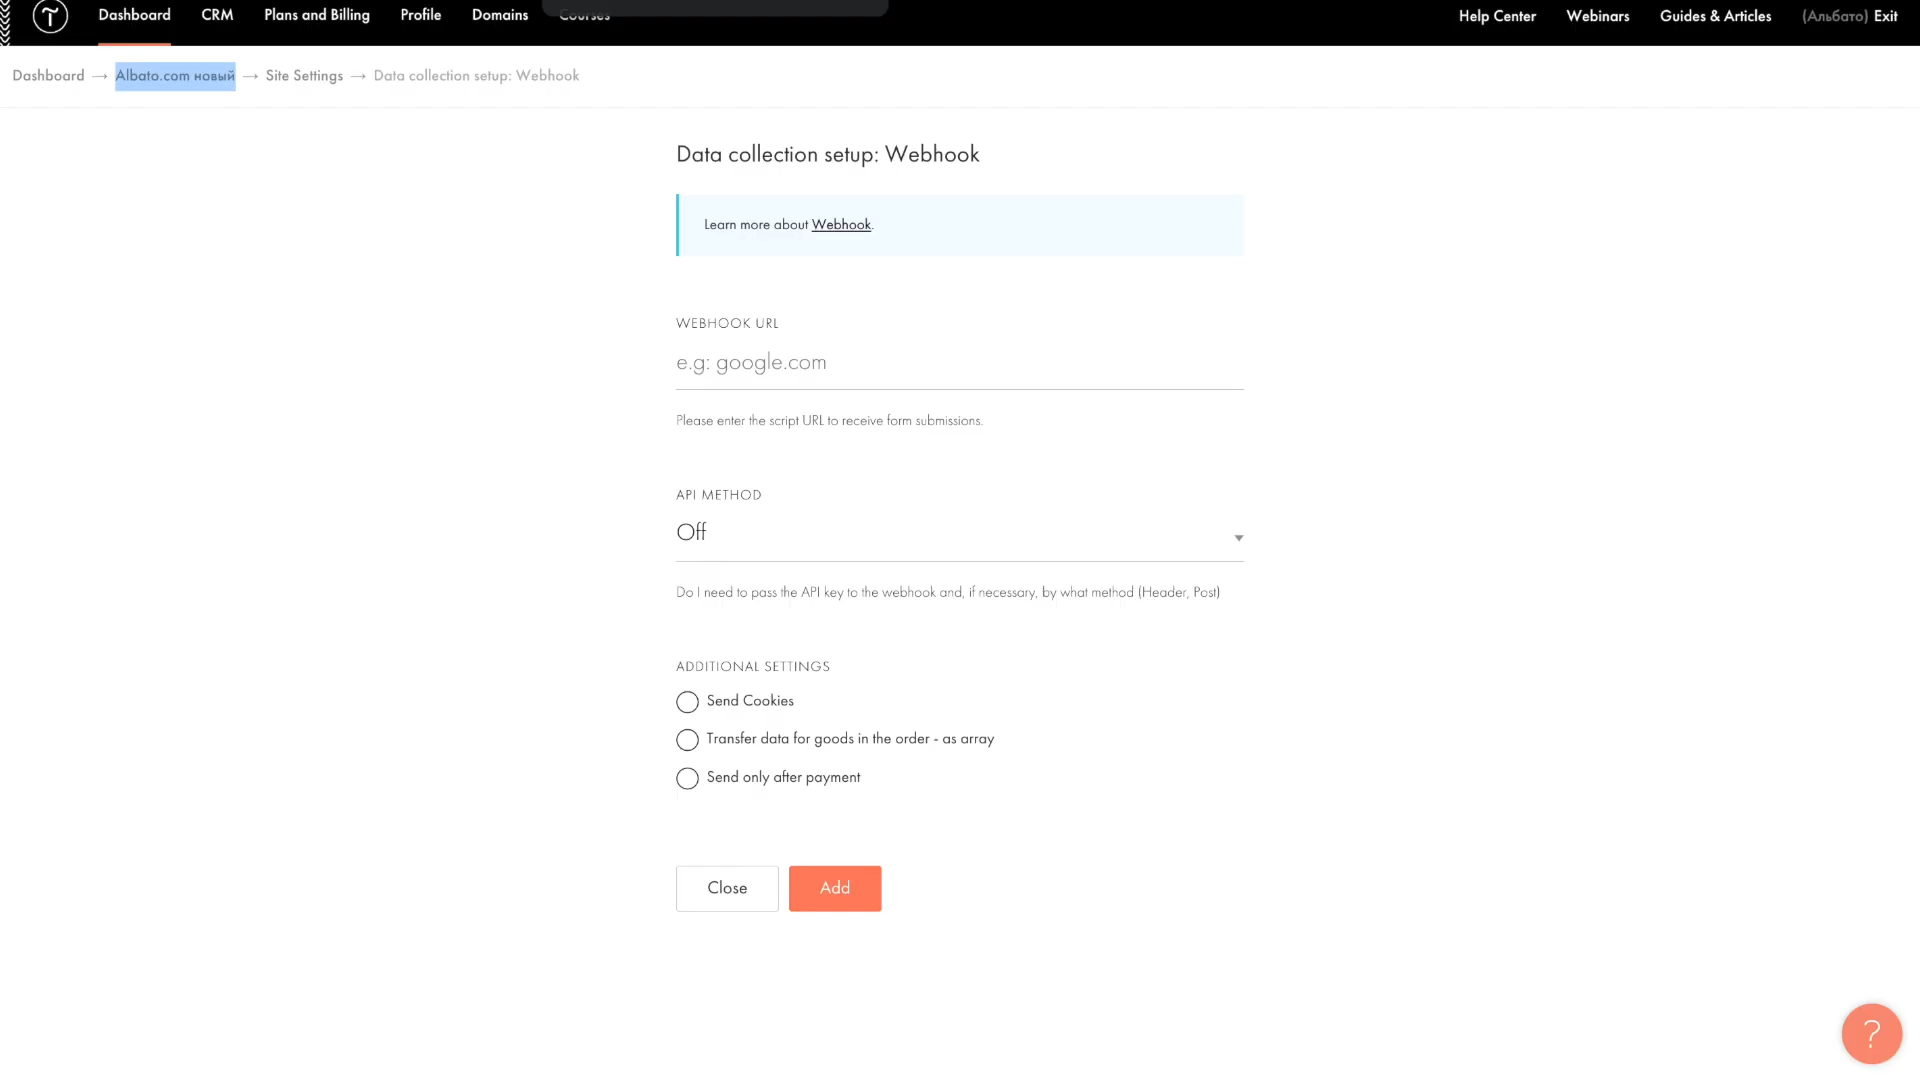 Dashboard CRM Plans and Billing Profile Domains Courses Help Center Webinars Guides & Articles (Альбато) Exit
Dashboard → Albato.com новый → Site Settings → Data collection setup: Webhook
Data collection setup: Webhook
Learn more about Webhook.
WEBHOOK URL
e.g: google.com
Please enter the script URL to receive form submissions.
API METHOD
Off
Do I need to pass the API key to the webhook and, if necessary, by what method (Header, Post)
ADDITIONAL SETTINGS
Send Cookies
Transfer data for goods in the order - as array
Send only after payment
Close Add
?